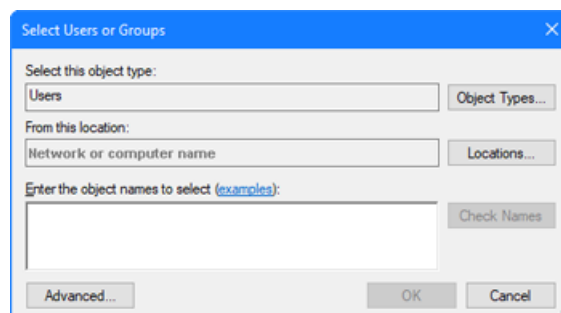 Select Users or Groups
Select this object type:
Users
Object Types...
From this location:
Network or computer name
Locations...
Enter the object names to select (examples):
Check Names
Advanced...
OK
Cancel